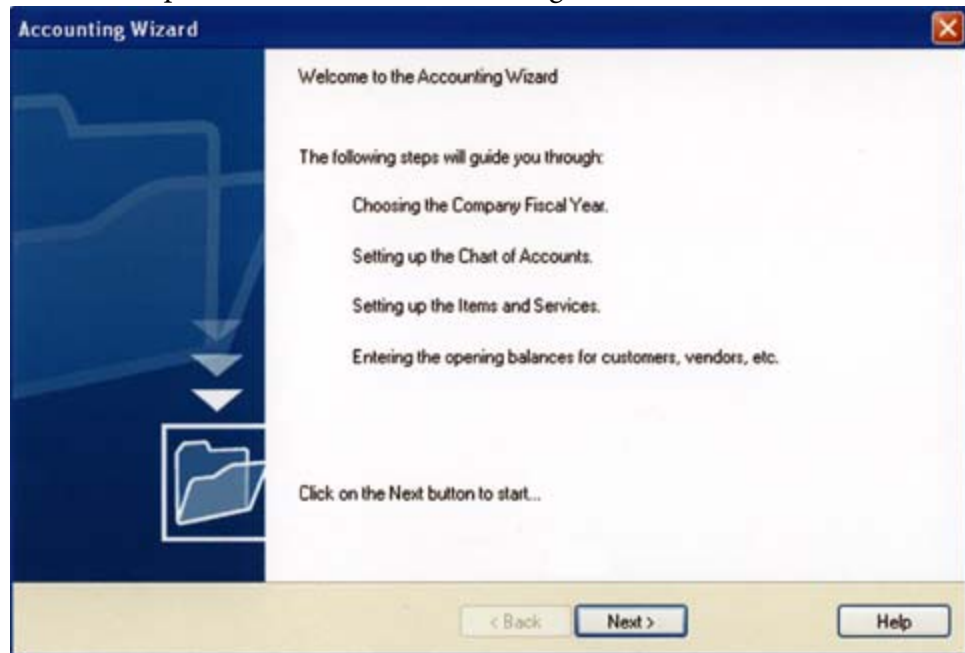 Accounting Wizard
Welcome to the Accounting Wizard
The following steps will guide you through:
Choosing the Company Fiscal Year.
Setting up the Chart of Accounts.
Setting up the Items and Services.
Entering the opening balances for customers, vendors, etc.
Click on the Next button to start...
< Back Next > Help